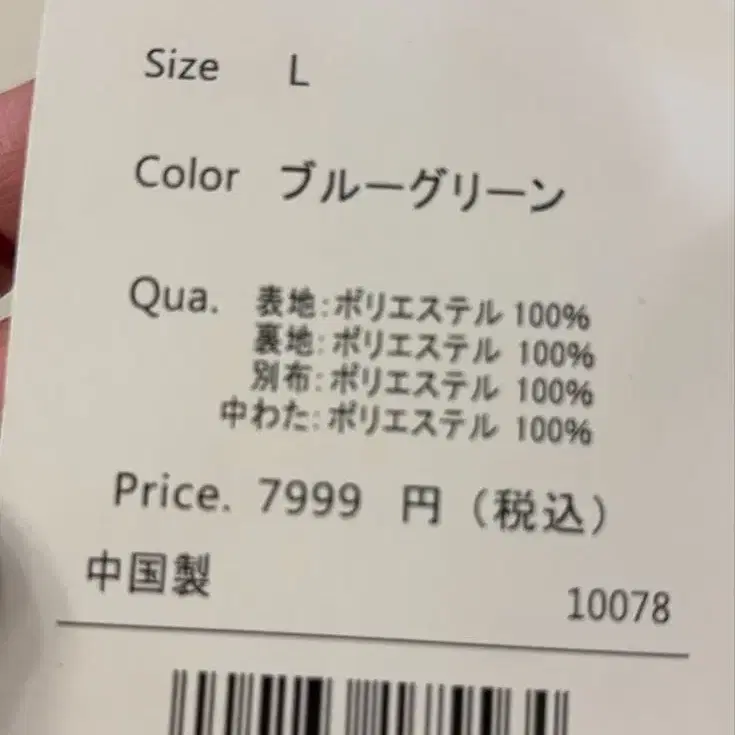 Size L
Color ブルーグリーン
Qua. 表地:ポリエステル 100%
裏地:ポリエステル 100%
別布:ポリエステル 100%
中わた:ポリエステル 100%
Price. 7999 円（税込）
中国製 10078